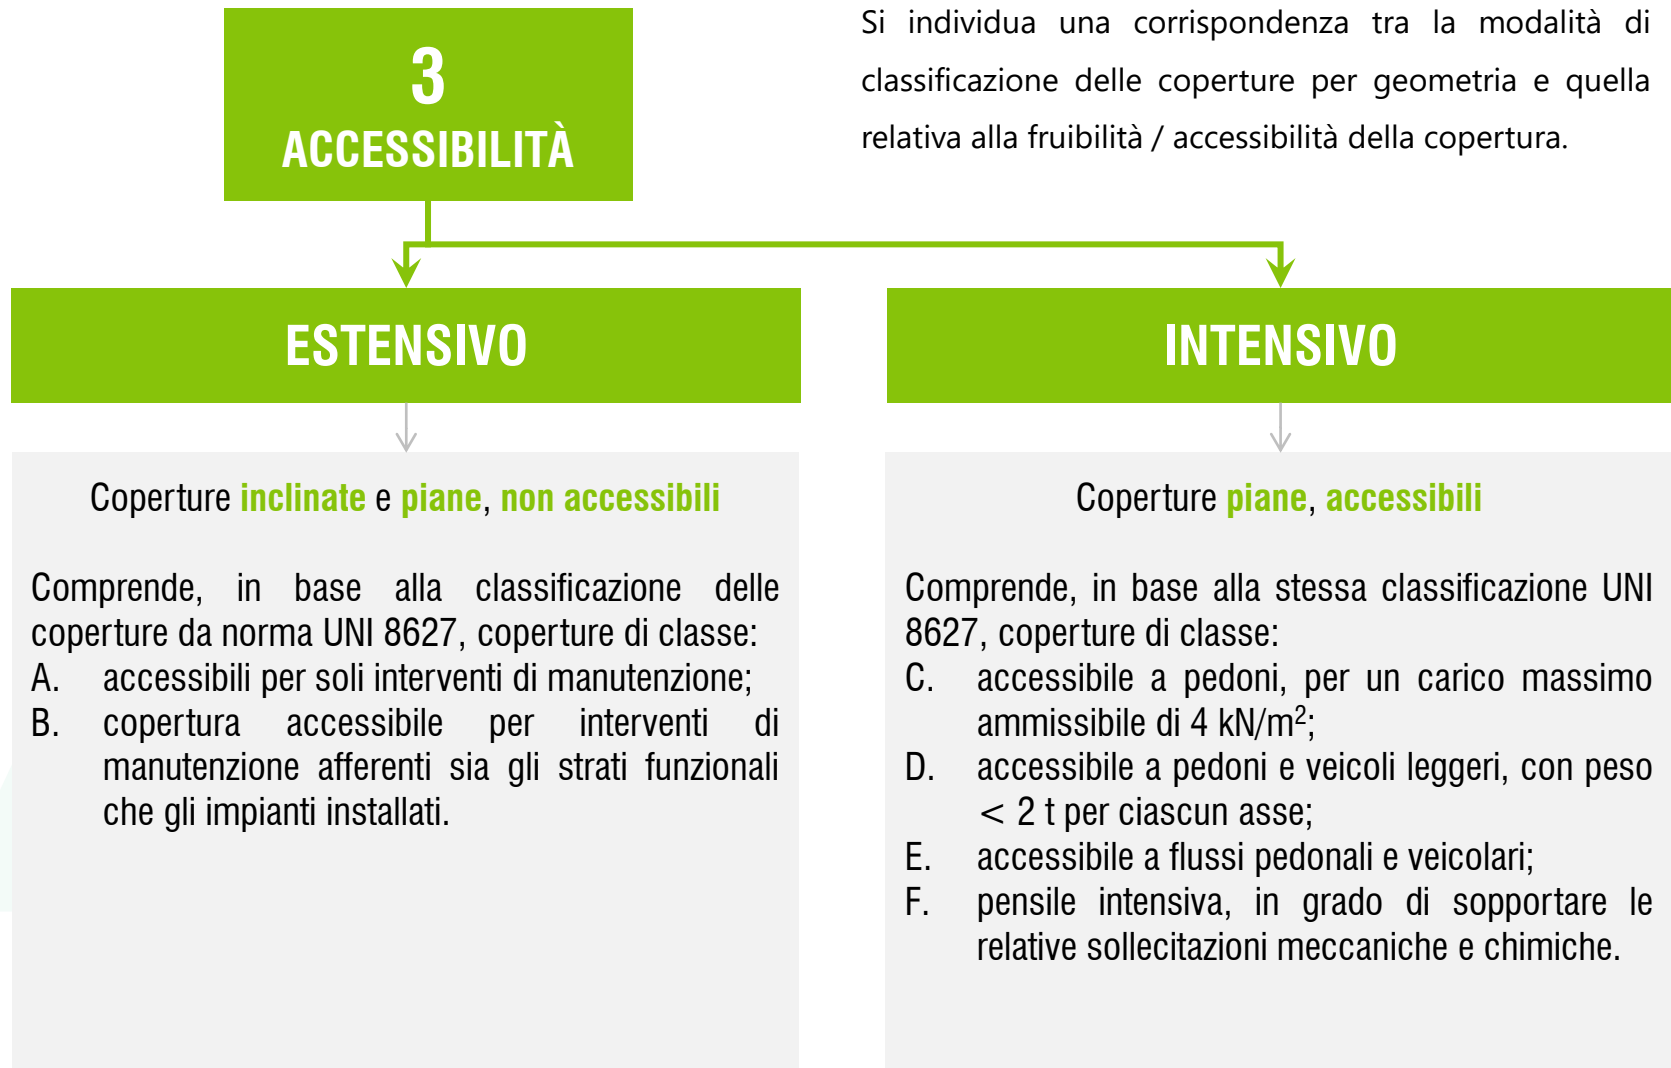 3
ACCESSIBILITÀ
Si individua una corrispondenza tra la modalità di
classificazione delle coperture per geometria e quella
relativa alla fruibilità / accessibilità della copertura.
ESTENSIVO
Coperture inclinate e piane, non accessibili
Comprende, in base alla classificazione delle
coperture da norma UNI 8627, coperture di classe:
A. accessibili per soli interventi di manutenzione;
B. copertura accessibile per interventi di
manutenzione afferenti sia gli strati funzionali
che gli impianti installati.
INTENSIVO
Coperture piane, accessibili
Comprende, in base alla stessa classificazione UNI
8627, coperture di classe:
C. accessibile a pedoni, per un carico massimo
ammissibile di 4 kN/m²;
D. accessibile a pedoni e veicoli leggeri, con peso
< 2 t per ciascun asse;
E. accessibile a flussi pedonali e veicolari;
F. pensile intensiva, in grado di sopportare le
relative sollecitazioni meccaniche e chimiche.